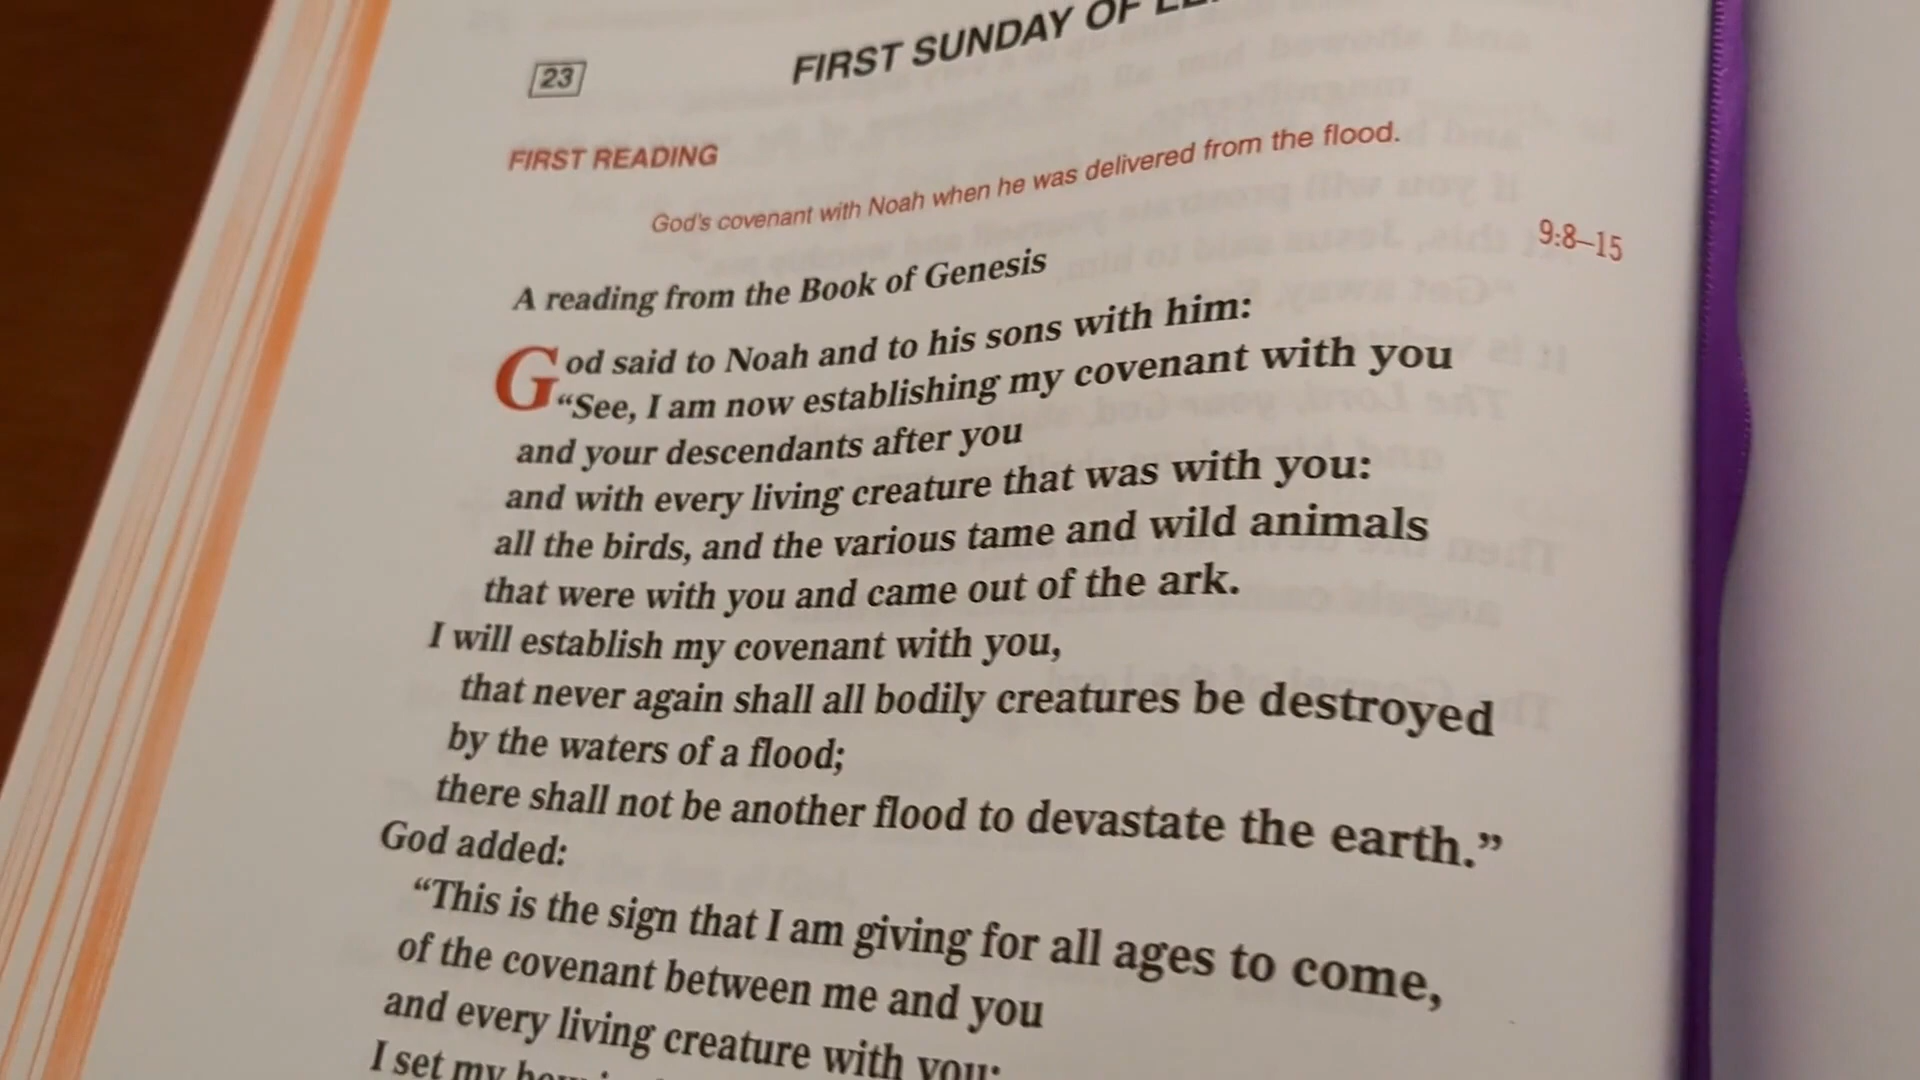 23
FIRST SUNDAY OF
FIRST READING
God's covenant with Noah when he was delivered from the flood.
9:8–15
A reading from the Book of Genesis
God said to Noah and to his sons with him:
“See, I am now establishing my covenant with you
and your descendants after you
and with every living creature that was with you:
all the birds, and the various tame and wild animals
that were with you and came out of the ark.
I will establish my covenant with you,
that never again shall all bodily creatures be destroyed
by the waters of a flood;
there shall not be another flood to devastate the earth.”
God added:
“This is the sign that I am giving for all ages to come,
of the covenant between me and you
and every living creature with you:
I set my bow